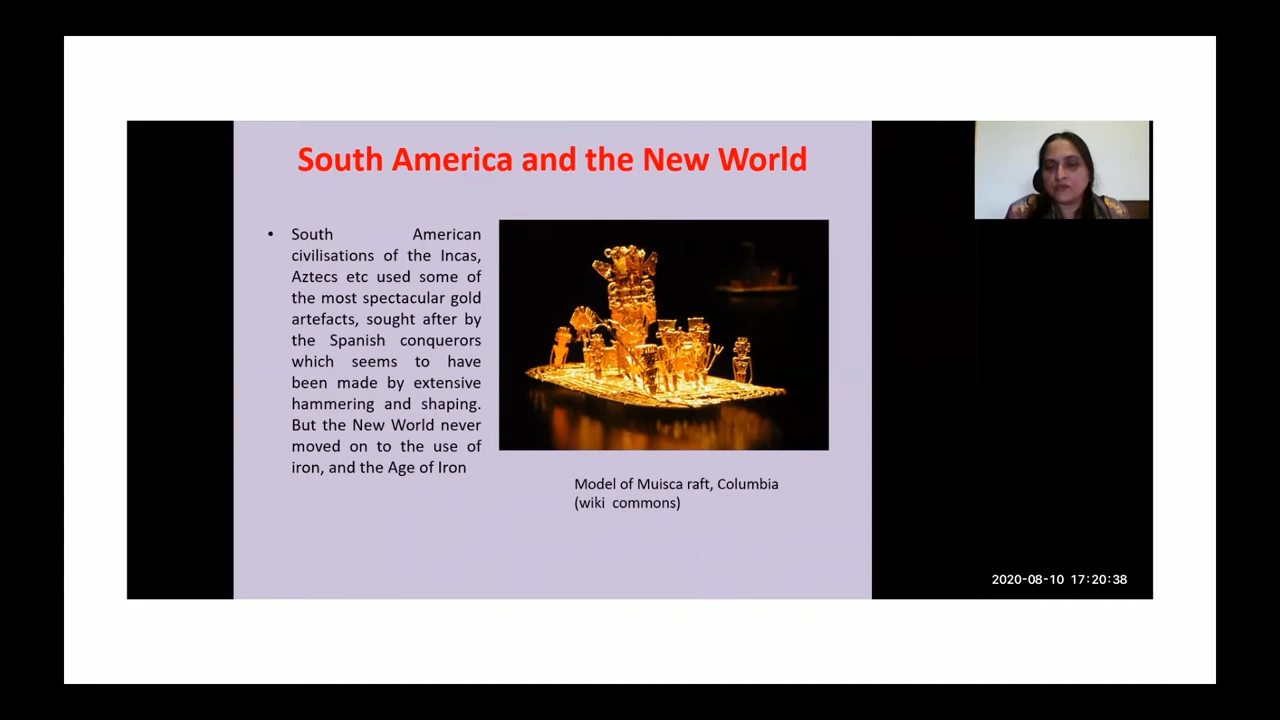 South America and the New World
• South American
civilisations of the Incas,
Aztecs etc used some of
the most spectacular gold
artefacts, sought after by
the Spanish conquerors
which seems to have
been made by extensive
hammering and shaping.
But the New World never
moved on to the use of
iron, and the Age of Iron
Model of Muisca raft, Columbia
(wiki commons)
2020-08-10 17:20:38